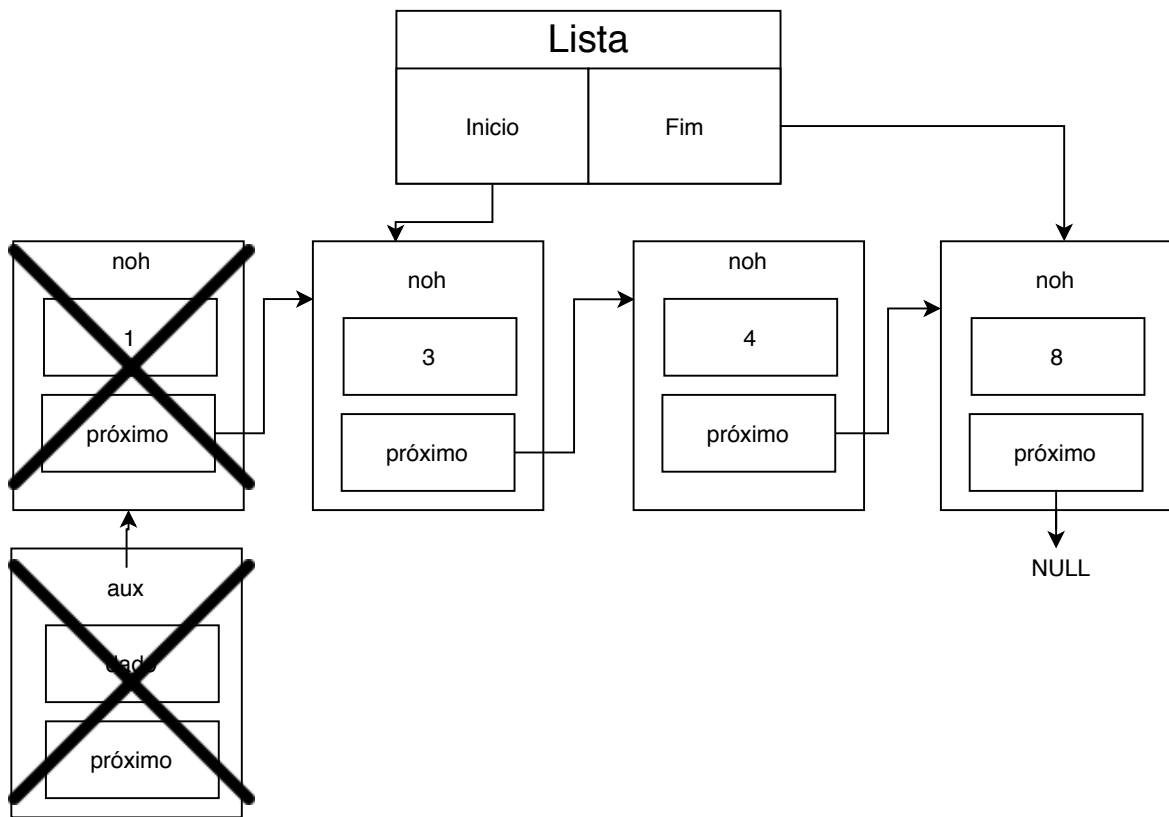 Lista
Inicio
Fim
noh
1
próximo
noh
3
próximo
noh
4
próximo
noh
8
próximo
NULL
aux
dado
próximo